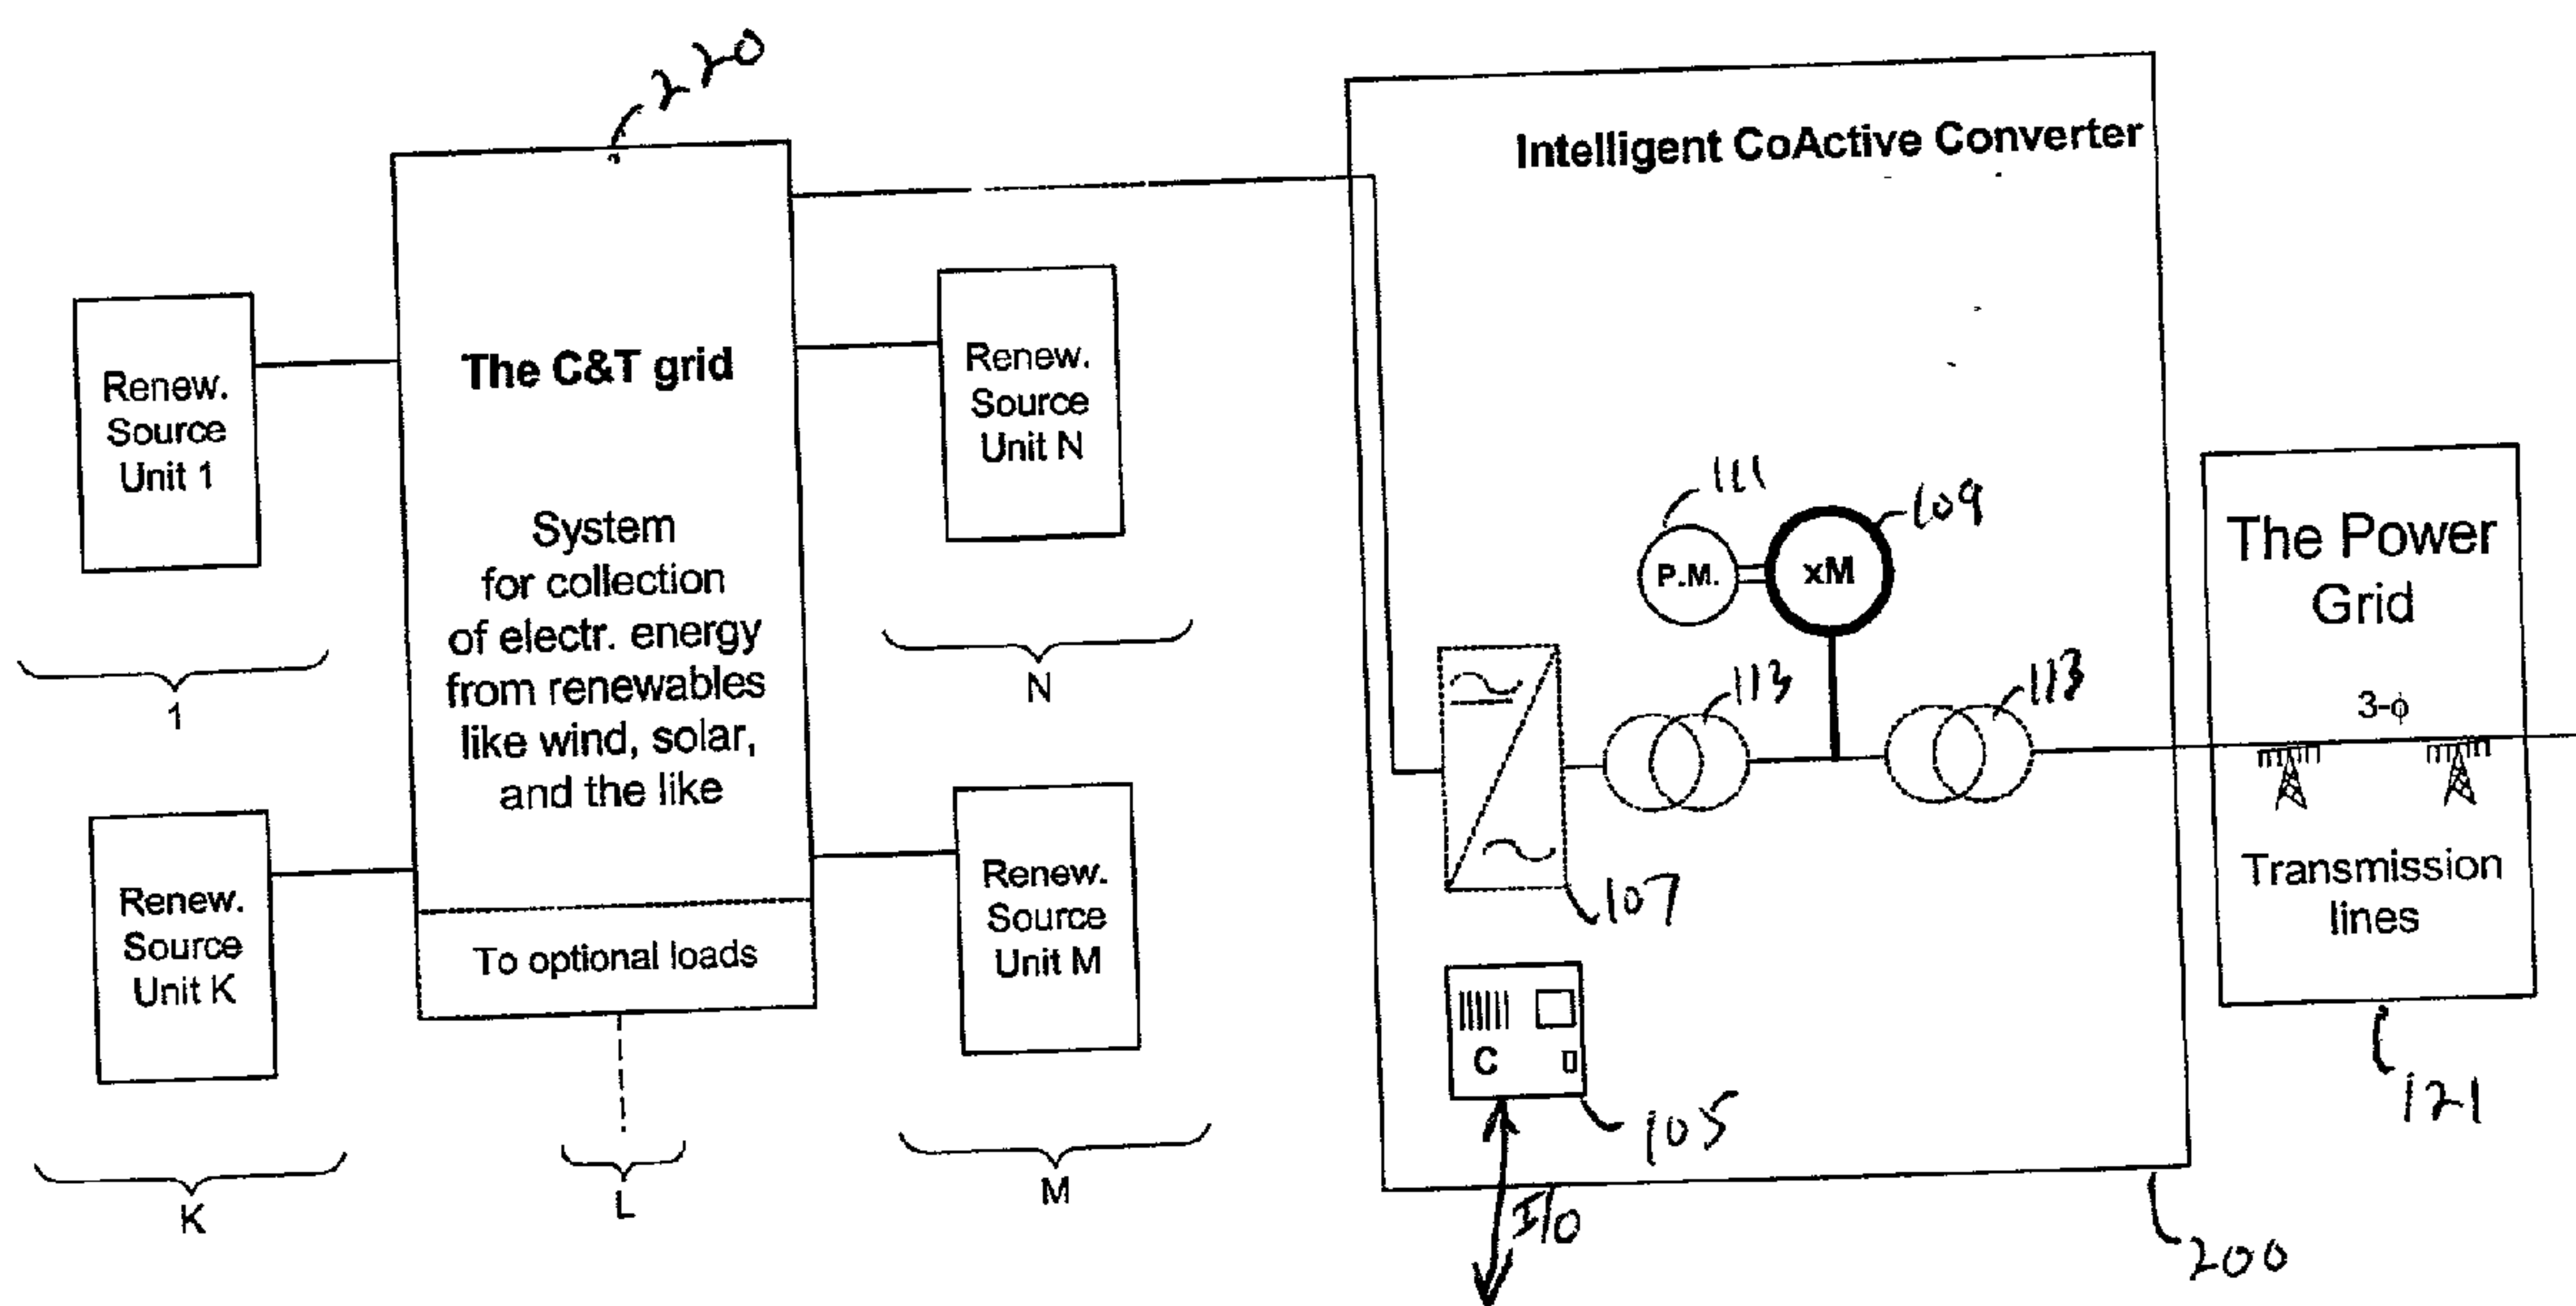 220
Intelligent CoActive Converter
Renew.
Source
Unit 1
1
Renew.
Source
Unit K
K
The C&T grid
System
for collection
of electr. energy
from renewables
like wind, solar,
and the like
To optional loads
L
Renew.
Source
Unit N
N
Renew.
Source
Unit M
M
111
109
P.M.
xM
113
113
107
C
105
I/O
200
The Power
Grid
3-ϕ
Transmission
lines
121